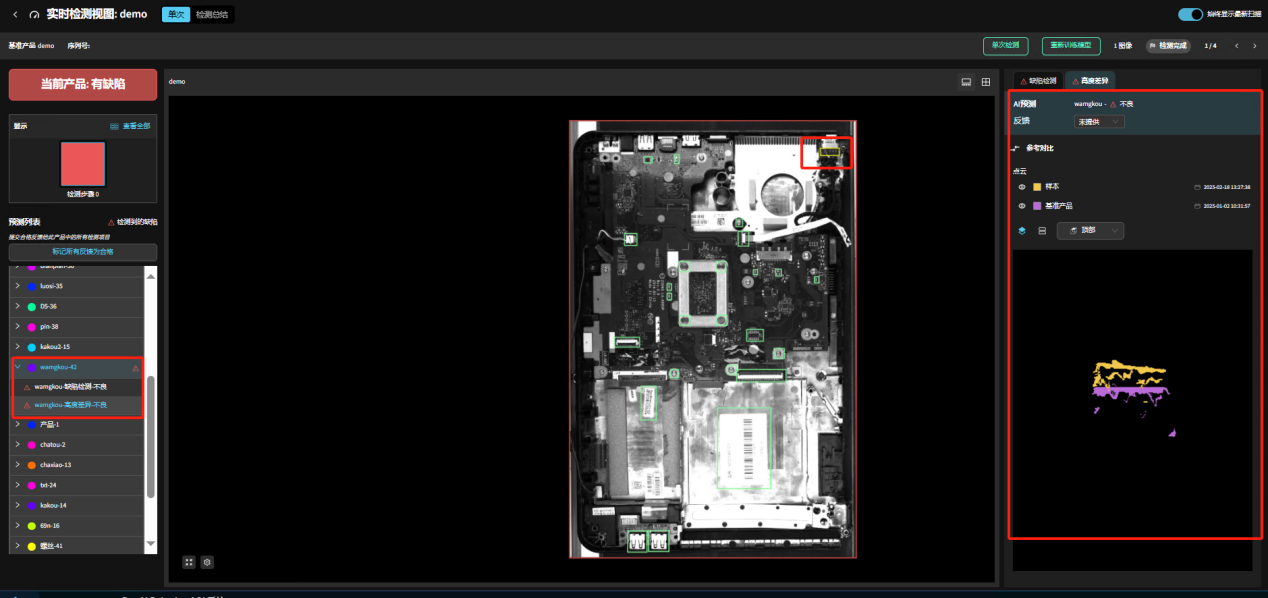 实时检测视图: demo 单次 检测总结 始终显示最新扫描
基准产品 demo 序列号: 单次检测 重新训练模型 1 图像 检测完成 1 / 4
当前产品: 有缺陷
显示 查看全部
检测步骤 0
预测列表 检测到的缺陷
提交合格反馈给此产品中的所有检测项目
标记所有反馈为合格
luosi-35
D5-36
pin-38
kakou2-15
wamgkou-42
wamgkou-缺陷检测-不良
wamgkou-高度差异-不良
产品-1
chatou-2
chaxiao-13
txt-24
kakou-14
69n-16
螺丝-41
demo
缺陷检测 高度差异
AI预测 wamgkou - 不良
反馈 未提供
参考对比
点云
样本 2025-02-18 13:27:38
基准产品 2025-01-02 10:31:57
顶部